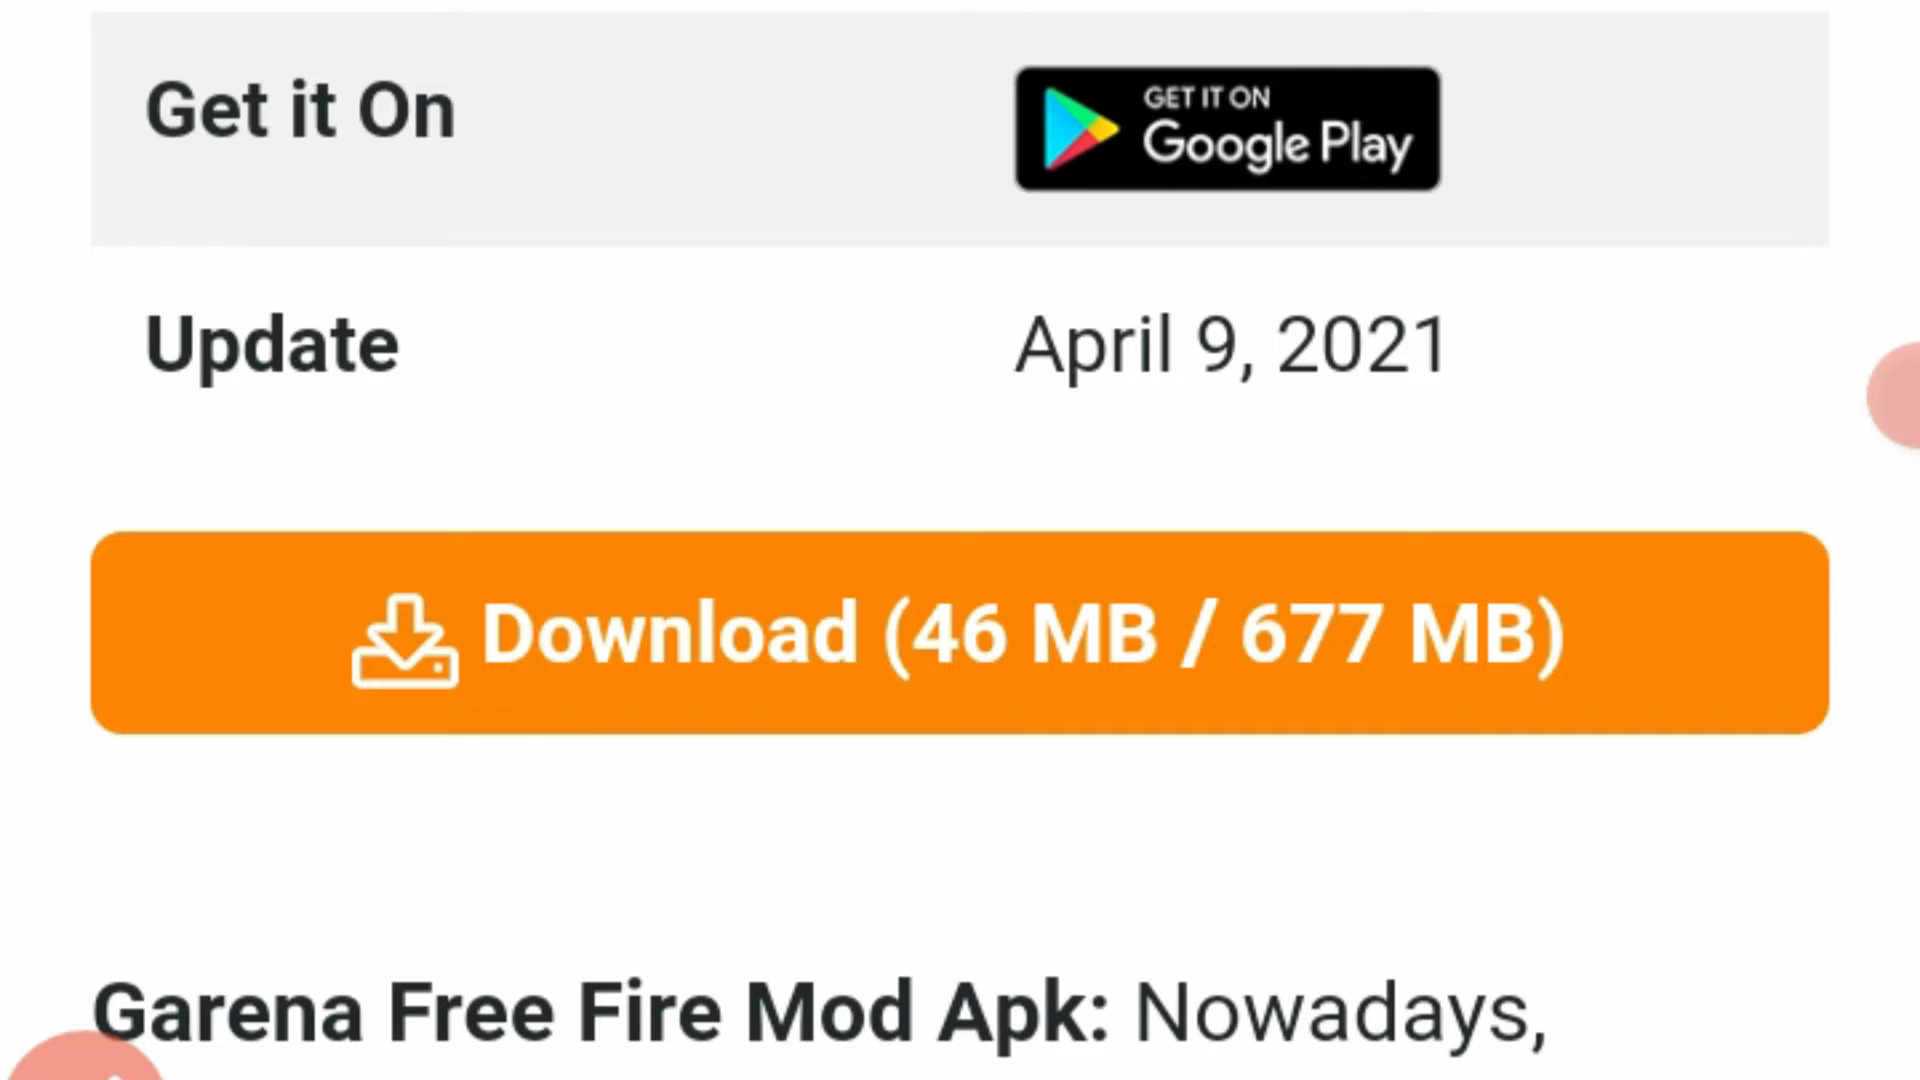 Get it On
GET IT ON
Google Play
Update
April 9, 2021
Download (46 MB / 677 MB)
Garena Free Fire Mod Apk: Nowadays,